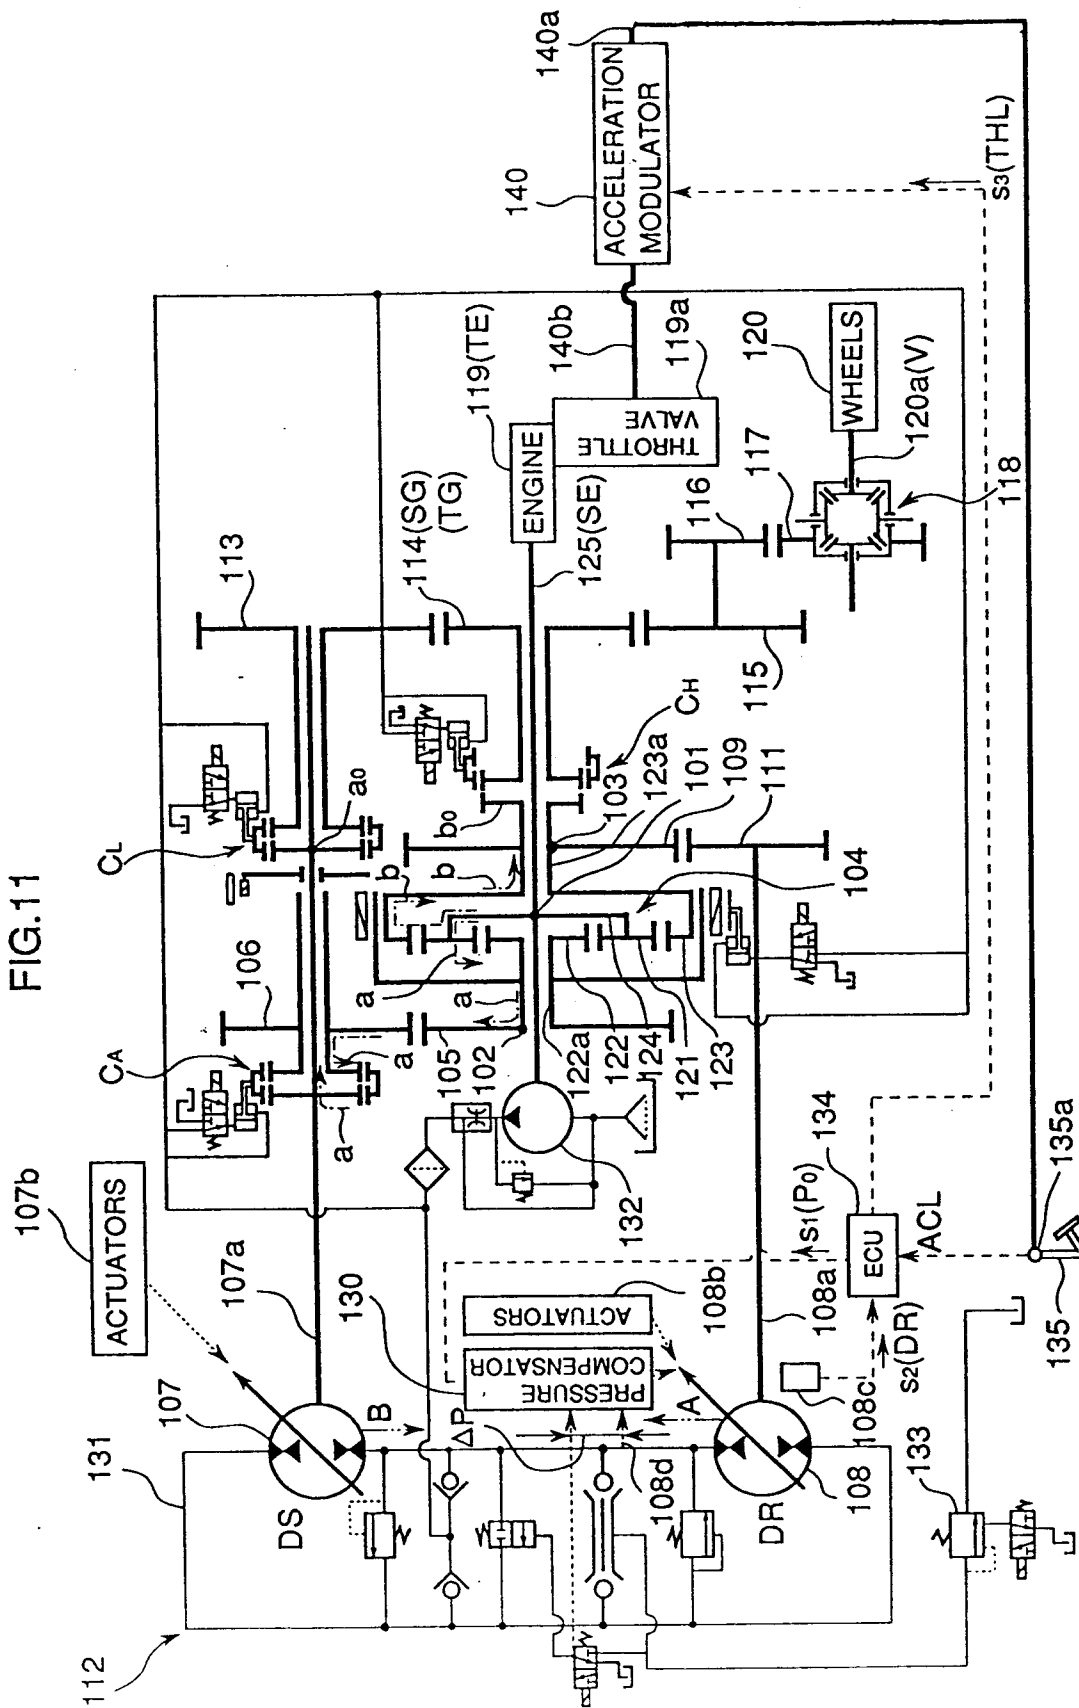 FIG.11
112
131
107
107b
ACTUATORS
107a
DS
B
ΔP
130
PRESSURE
COMPENSATOR
ACTUATORS
108b
108a
108d
A
DR
108
108c
s2(DR)
s1(P0)
134
ECU
ACL
133
135
135a
CA
106
a
a
a
a
105
102
132
122a
122
124
121
123
104
CL
a0
b
b
b0
103
CH
123a
101
109
111
113
114(SG)
(TG)
125(SE)
ENGINE
119(TE)
THROTTLE
VALVE
119a
140b
140
ACCELERATION
MODULATOR
140a
s3(THL)
115
116
117
118
WHEELS
120
120a(V)